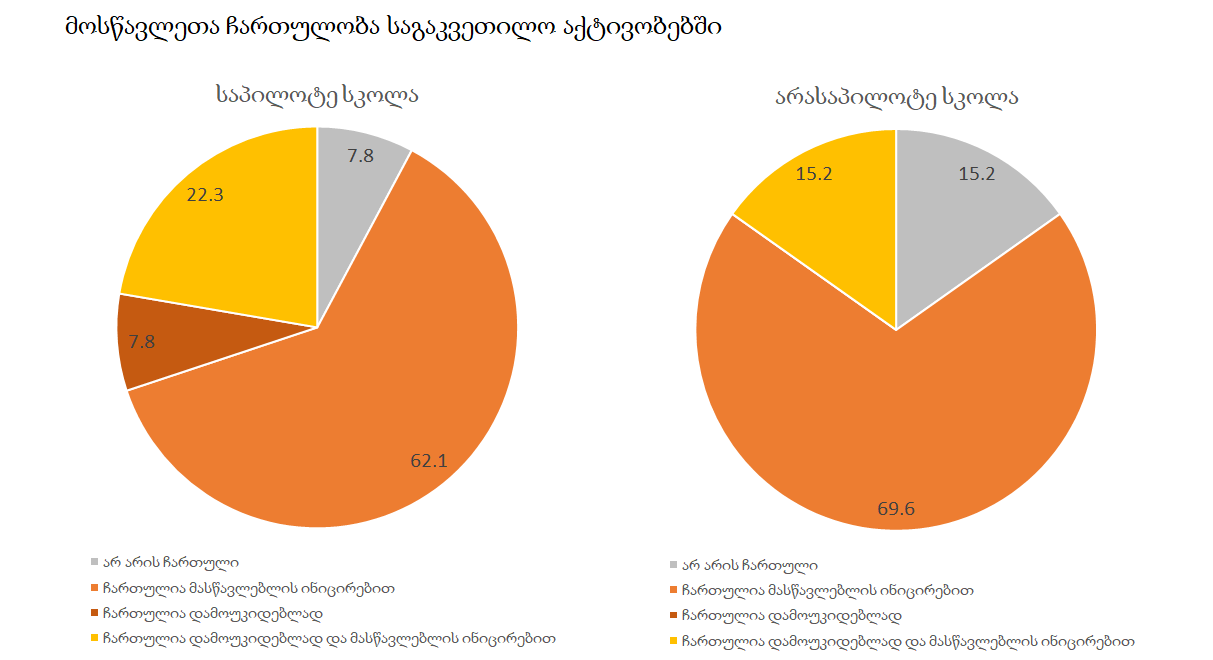 მოსწავლეთა ჩართულობა საგაკვეთილო აქტივობებში
საპილოტე სკოლა
7.8
22.3
7.8
62.1
არ არის ჩართული
ჩართულია მასწავლებლის ინიცირებით
ჩართულია დამოუკიდებლად
ჩართულია დამოუკიდებლად და მასწავლებლის ინიცირებით
არასაპილოტე სკოლა
15.2
15.2
69.6
არ არის ჩართული
ჩართულია მასწავლებლის ინიცირებით
ჩართულია დამოუკიდებლად
ჩართულია დამოუკიდებლად და მასწავლებლის ინიცირებით